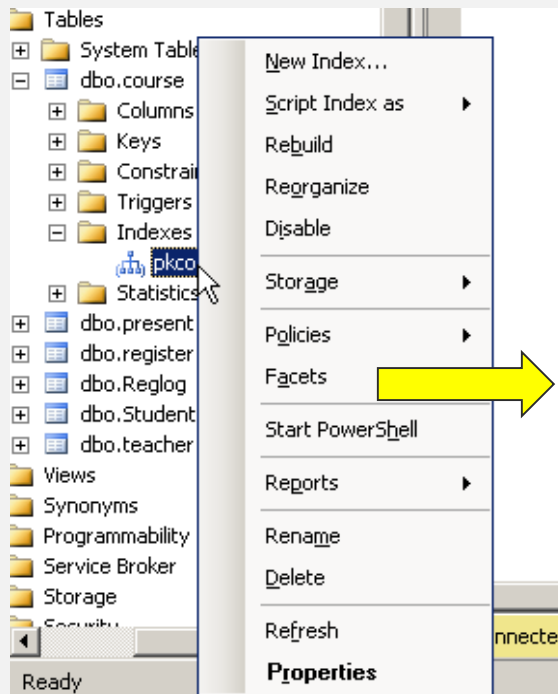 Tables
System Table
dbo.course
Columns
Keys
Constrai
Triggers
Indexes
pkco
Statistics
dbo.present
dbo.register
dbo.Reglog
dbo.Student
dbo.teacher
Views
Synonyms
Programmability
Service Broker
Storage
Security
Ready
New Index...
Script Index as
Rebuild
Reorganize
Disable
Storage
Policies
Facets
Start PowerShell
Reports
Rename
Delete
Refresh
Properties
nnecte